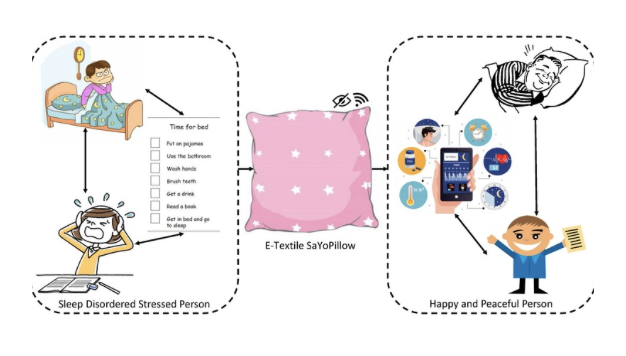 Time for bed
Put on pajamas
Use the bathroom
Wash hands
Brush teeth
Get a drink
Read a book
Get in bed and go
to sleep
Sleep Disordered Stressed Person
E-Textile SaYoPillow
Happy and Peaceful Person